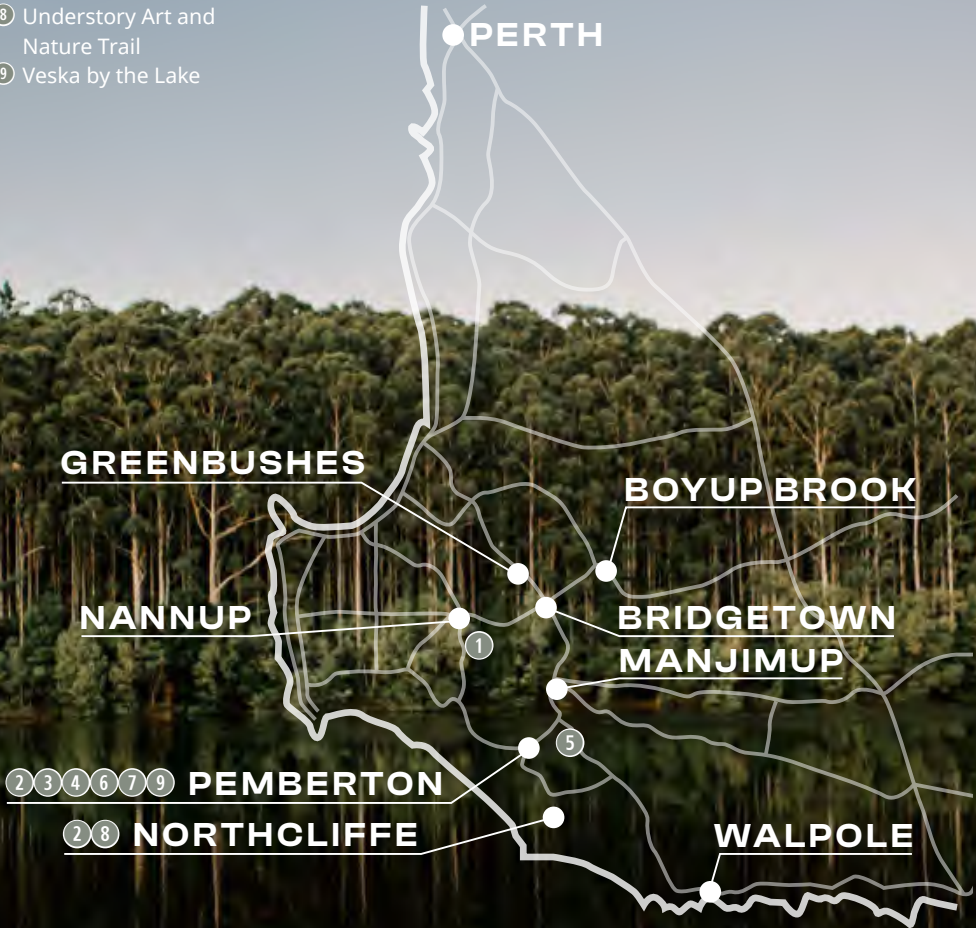 8 Understory Art and
Nature Trail
9 Veska by the Lake
PERTH
GREENBUSHES
BOYUP BROOK
NANNUP
1
BRIDGETOWN
MANJIMUP
5
2 3 4 6 7 9 PEMBERTON
2 8 NORTHCLIFFE
WALPOLE